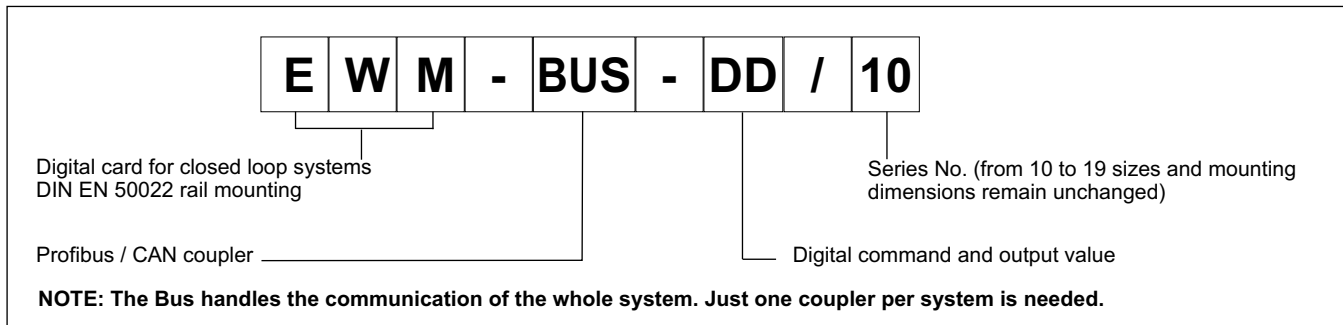 E W M - BUS - DD / 10
Digital card for closed loop systems
DIN EN 50022 rail mounting
Series No. (from 10 to 19 sizes and mounting
dimensions remain unchanged)
Profibus / CAN coupler
Digital command and output value
NOTE: The Bus handles the communication of the whole system. Just one coupler per system is needed.